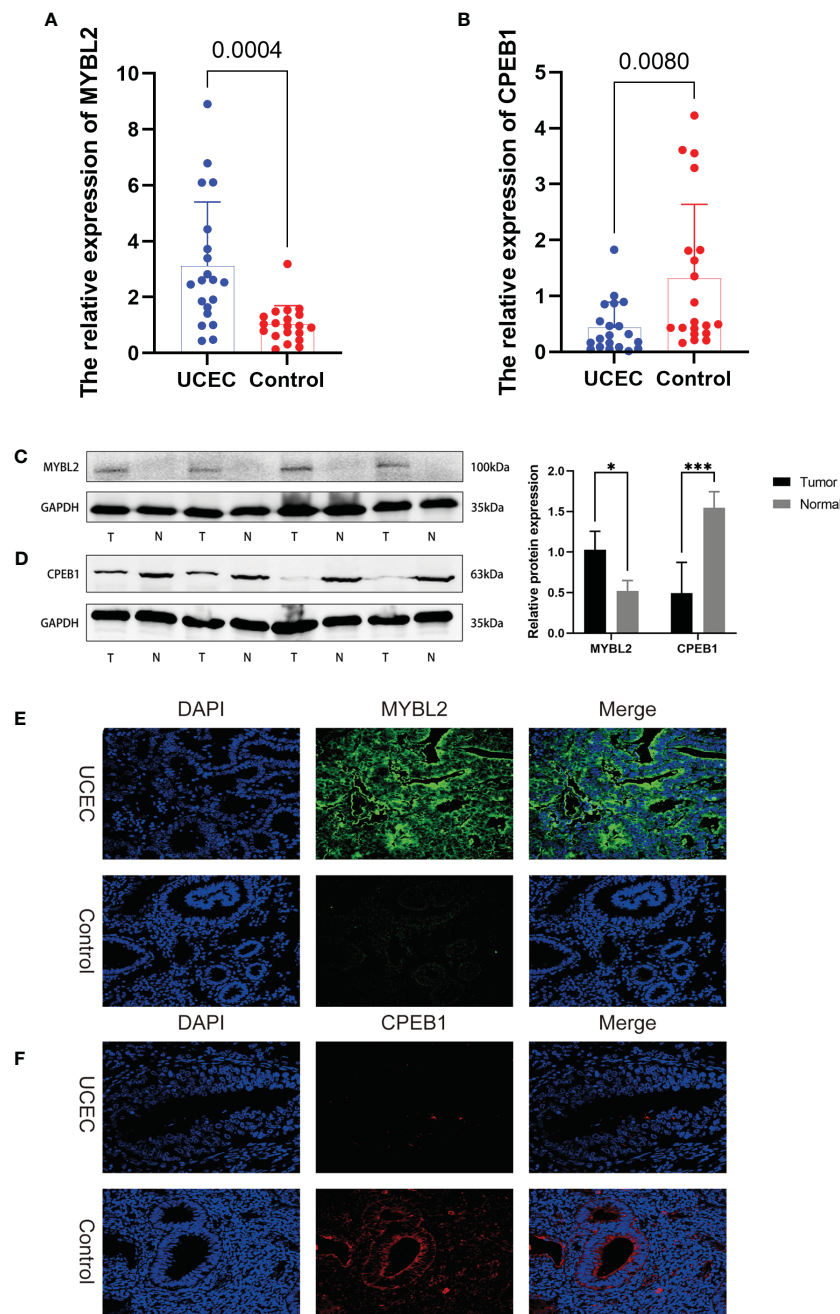 A
0.0004
The relative expression of MYBL2
10
8
6
4
2
0
UCEC Control
B
0.0080
The relative expression of CPEB1
5
4
3
2
1
0
UCEC Control
C
MYBL2 100kDa
GAPDH 35kDa
T N T N T N T N
D
CPEB1 63kDa
GAPDH 35kDa
T N T N T N T N
Relative protein expression
2.0
1.5
1.0
0.5
0.0
* ***
MYBL2 CPEB1
Tumor
Normal
E
DAPI MYBL2 Merge
UCEC
Control
F
DAPI CPEB1 Merge
UCEC
Control